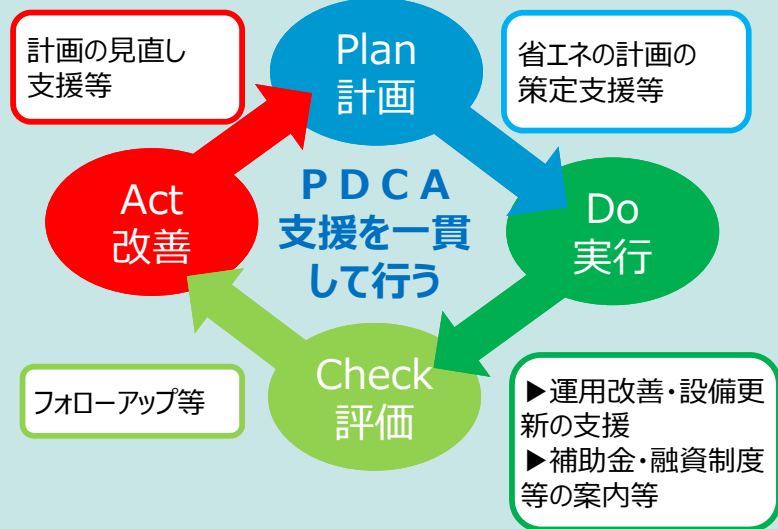 計画の見直し
支援等
Plan
計画
省エネの計画の
策定支援等
Act
改善
ＰＤＣＡ
支援を一貫
して行う
Do
実行
フォローアップ等
Check
評価
▶運用改善・設備更
新の支援
▶補助金・融資制度
等の案内等